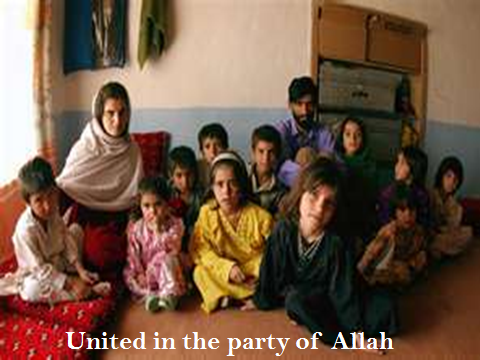 United in the party of Allah